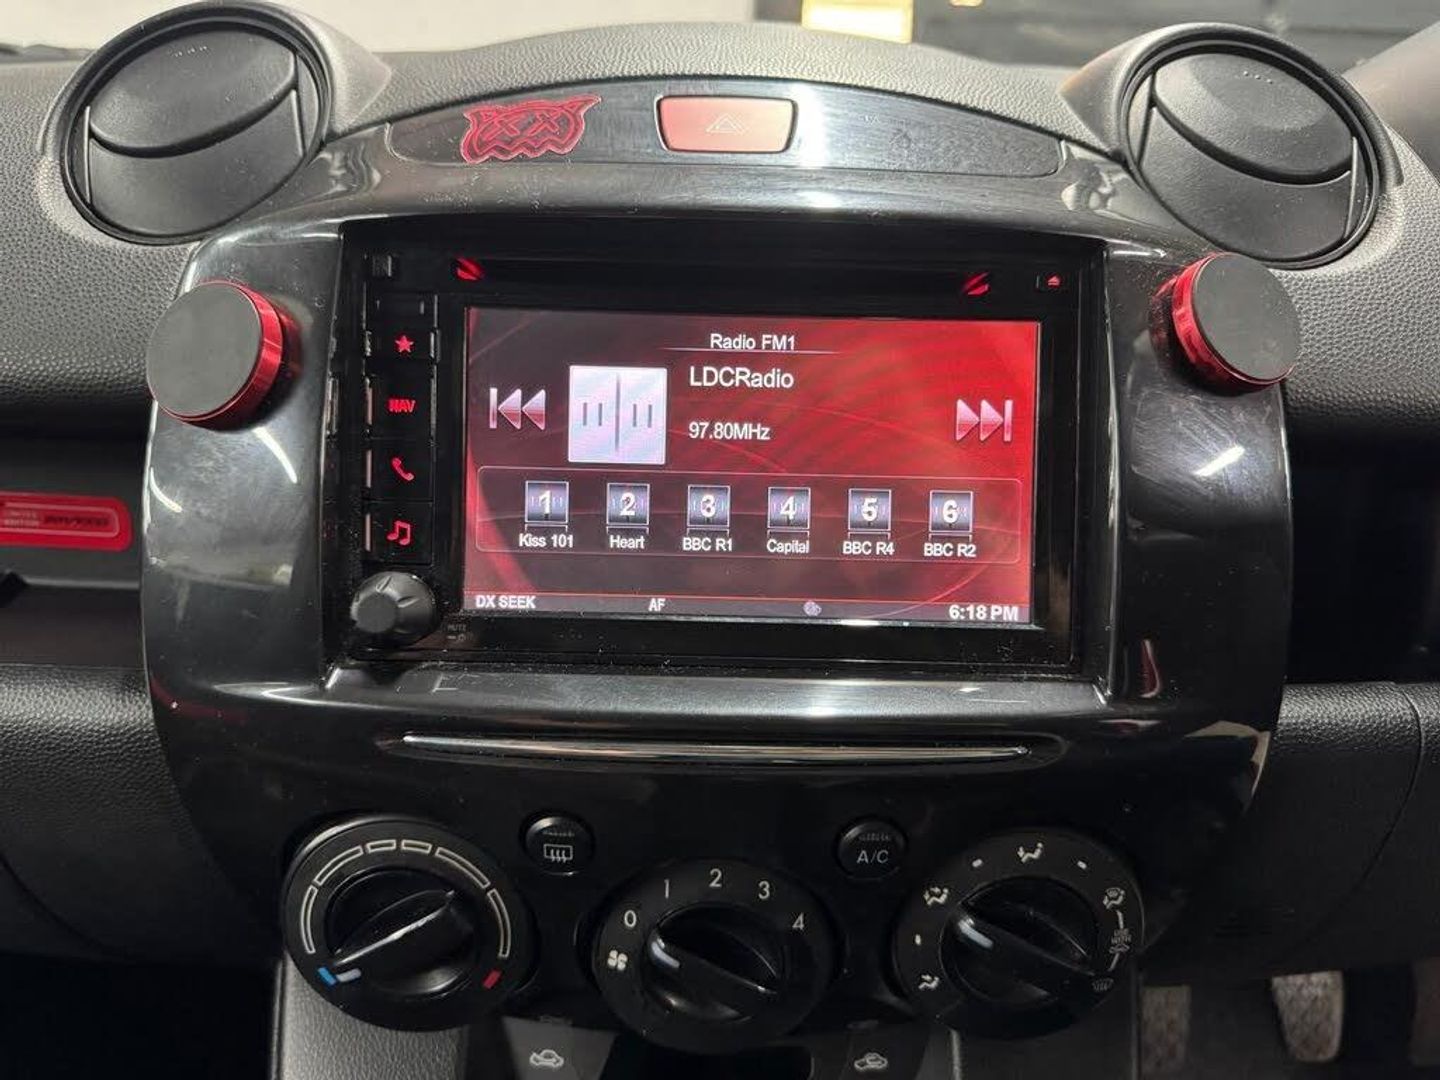 Radio FM1
LDCRadio
97.80MHz
NAV
1 2 3 4 5 6
Kiss 101 Heart BBC R1 Capital BBC R4 BBC R2
DX SEEK AF 6:18 PM
MUTE
A/C
0 1 2 3 4